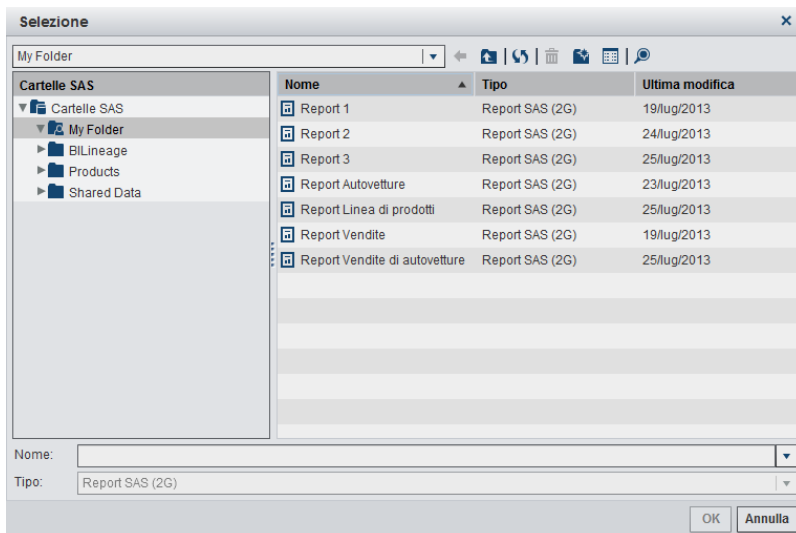 Selezione
My Folder
Cartelle SAS
Cartelle SAS
My Folder
BILineage
Products
Shared Data
Nome Tipo Ultima modifica
Report 1 Report SAS (2G) 19/lug/2013
Report 2 Report SAS (2G) 24/lug/2013
Report 3 Report SAS (2G) 25/lug/2013
Report Autovetture Report SAS (2G) 23/lug/2013
Report Linea di prodotti Report SAS (2G) 25/lug/2013
Report Vendite Report SAS (2G) 19/lug/2013
Report Vendite di autovetture Report SAS (2G) 25/lug/2013
Nome:
Tipo: Report SAS (2G)
OK Annulla